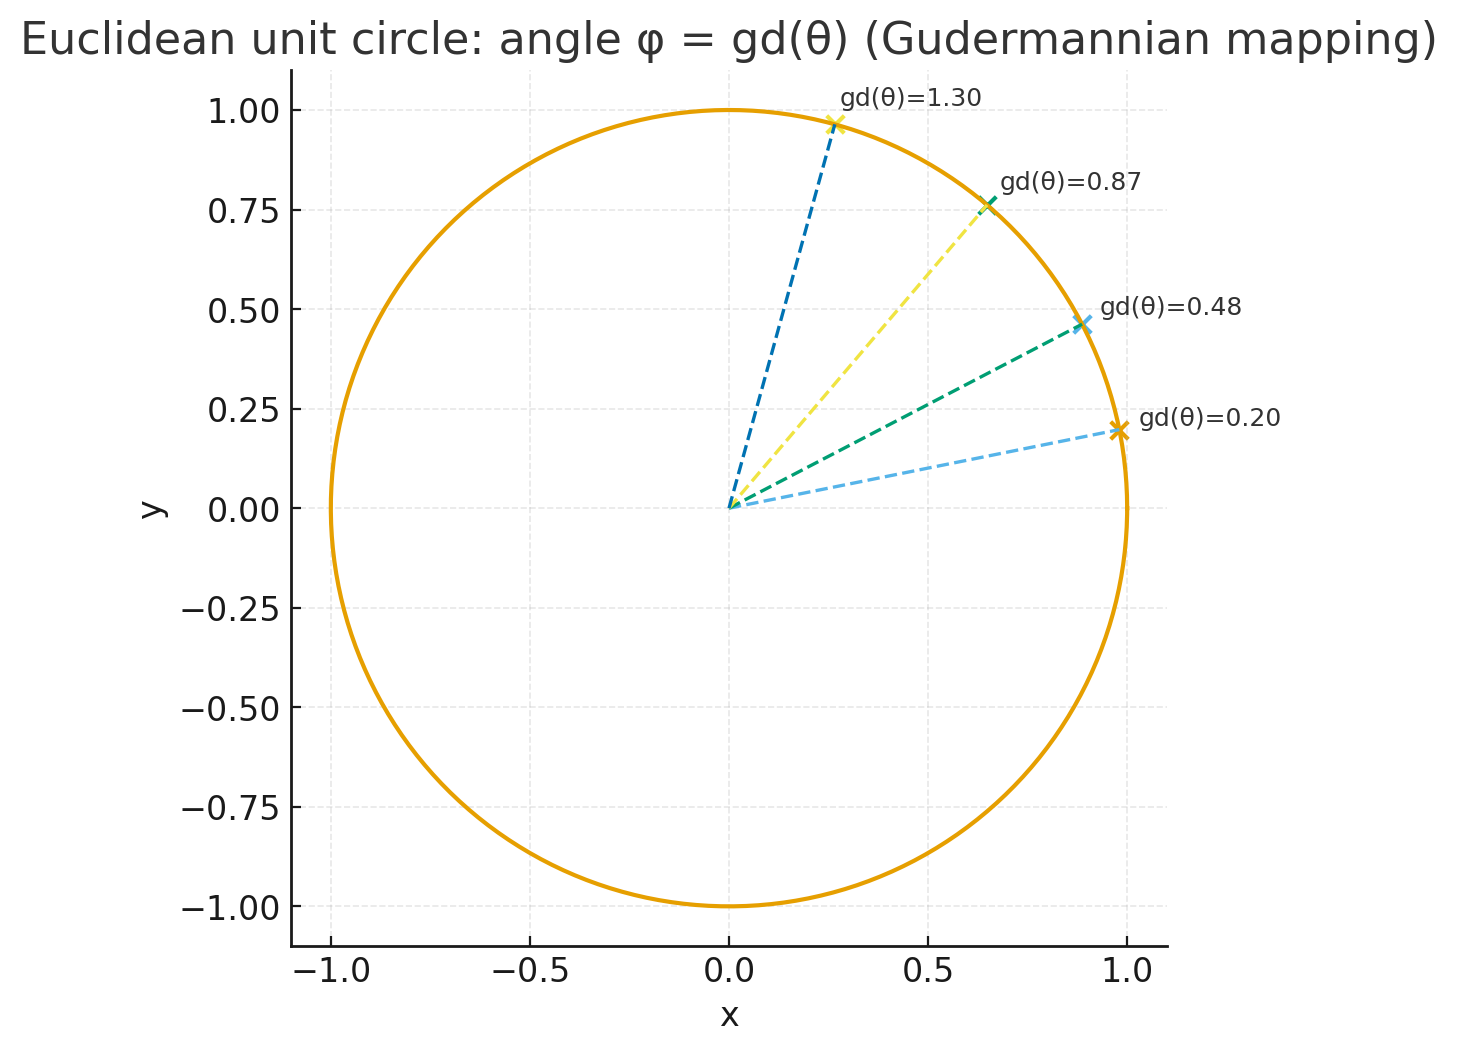 Euclidean unit circle: angle φ = gd(θ) (Gudermannian mapping)
gd(θ)=1.30
gd(θ)=0.87
gd(θ)=0.48
gd(θ)=0.20
1.00
0.75
0.50
0.25
0.00
−0.25
−0.50
−0.75
−1.00
y
−1.0 −0.5 0.0 0.5 1.0
x